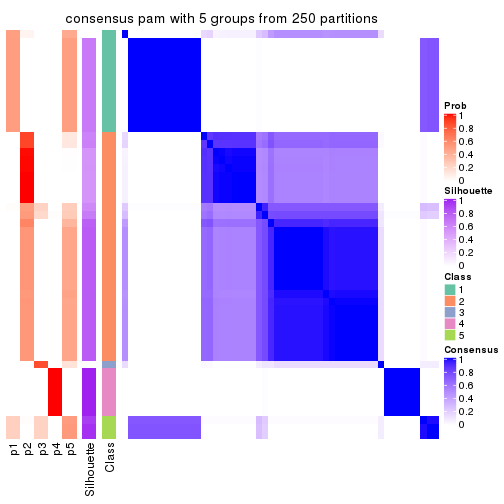 consensus pam with 5 groups from 250 partitions
Prob
1
0.8
0.6
0.4
0.2
0
Silhouette
1
0.8
0.6
0.4
0.2
0
Class
1
2
3
4
5
Consensus
1
0.8
0.6
0.4
0.2
0
p1
p2
p3
p4
p5
Silhouette
Class